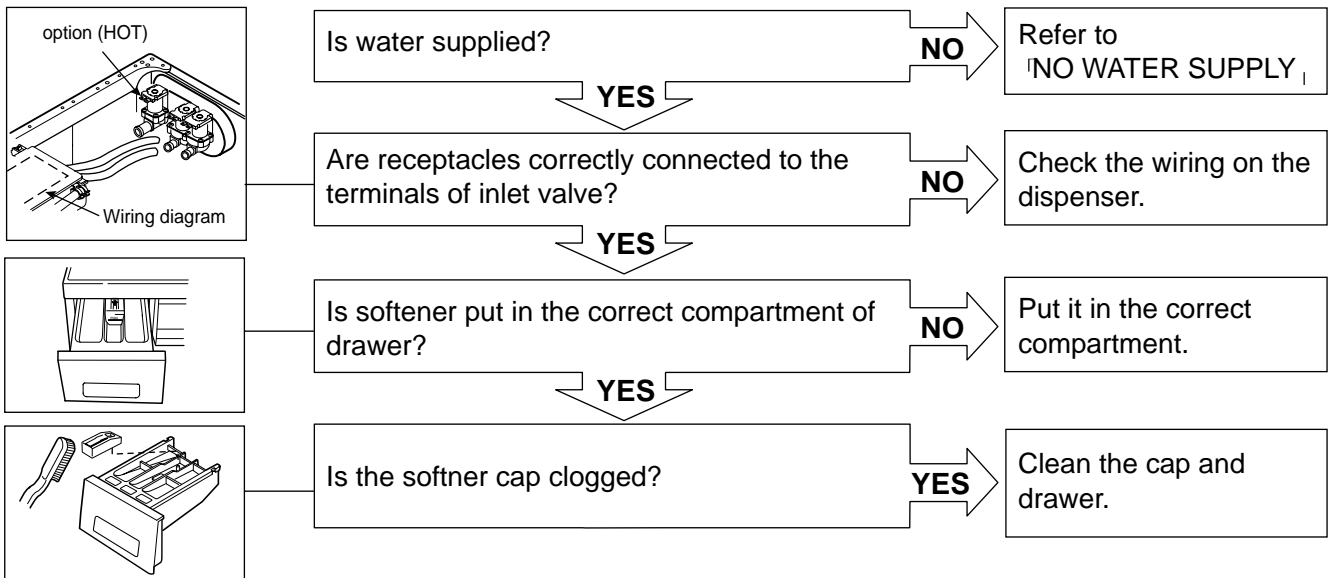 option (HOT)
Wiring diagram
Is water supplied?
NO
Refer to
「NO WATER SUPPLY」
YES
Are receptacles correctly connected to the
terminals of inlet valve?
NO
Check the wiring on the
dispenser.
YES
Is softener put in the correct compartment of
drawer?
NO
Put it in the correct
compartment.
YES
Is the softner cap clogged?
YES
Clean the cap and
drawer.